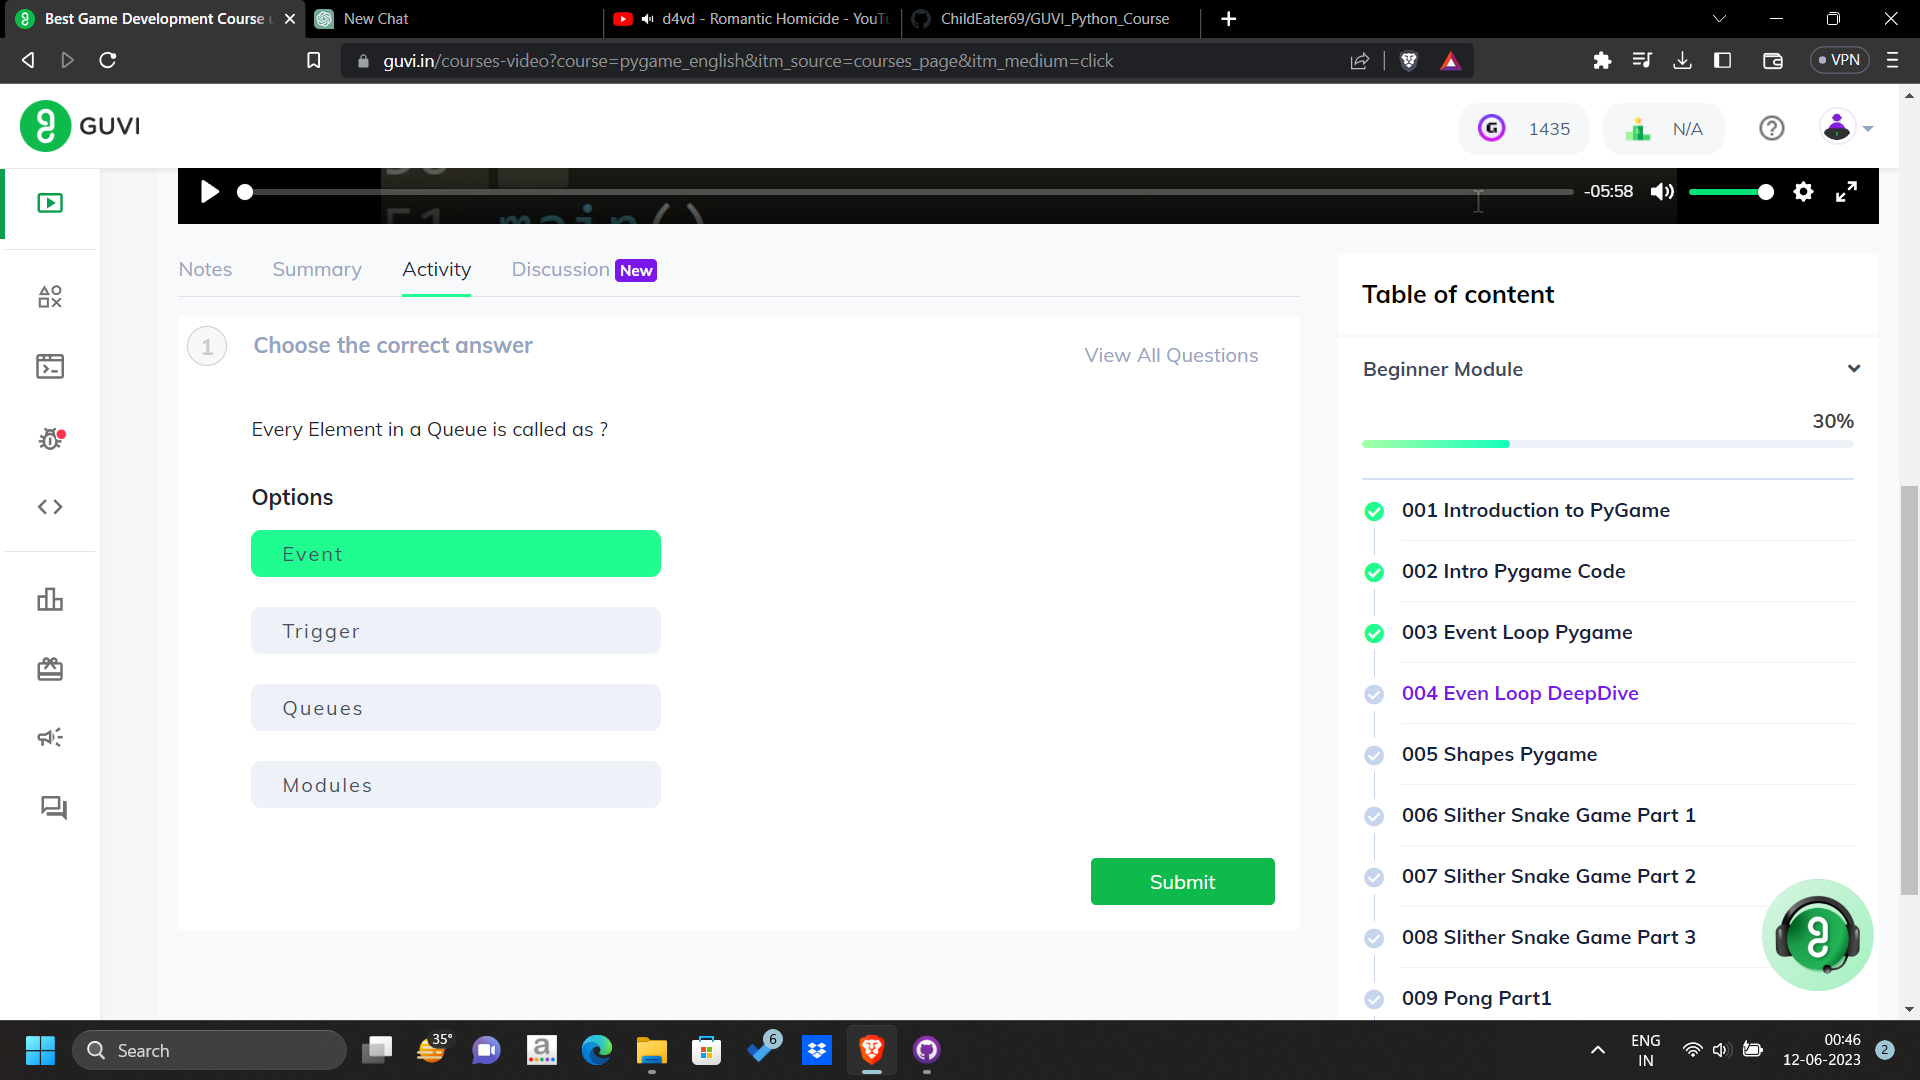 Best Game Development Course u
New Chat
d4vd - Romantic Homicide - YouTu
ChildEater69/GUVI_Python_Course
guvi.in/courses-video?course=pygame_english&itm_source=courses_page&itm_medium=click
VPN
GUVI
1435
N/A
51 main()
-05:58
Notes
Summary
Activity
Discussion New
Table of content
1
Choose the correct answer
View All Questions
Beginner Module
30%
Every Element in a Queue is called as ?
Options
Event
Trigger
Queues
Modules
Submit
001 Introduction to PyGame
002 Intro Pygame Code
003 Event Loop Pygame
004 Even Loop DeepDive
005 Shapes Pygame
006 Slither Snake Game Part 1
007 Slither Snake Game Part 2
008 Slither Snake Game Part 3
009 Pong Part1
Search
35°
a
6
ENG
IN
00:46
12-06-2023
2